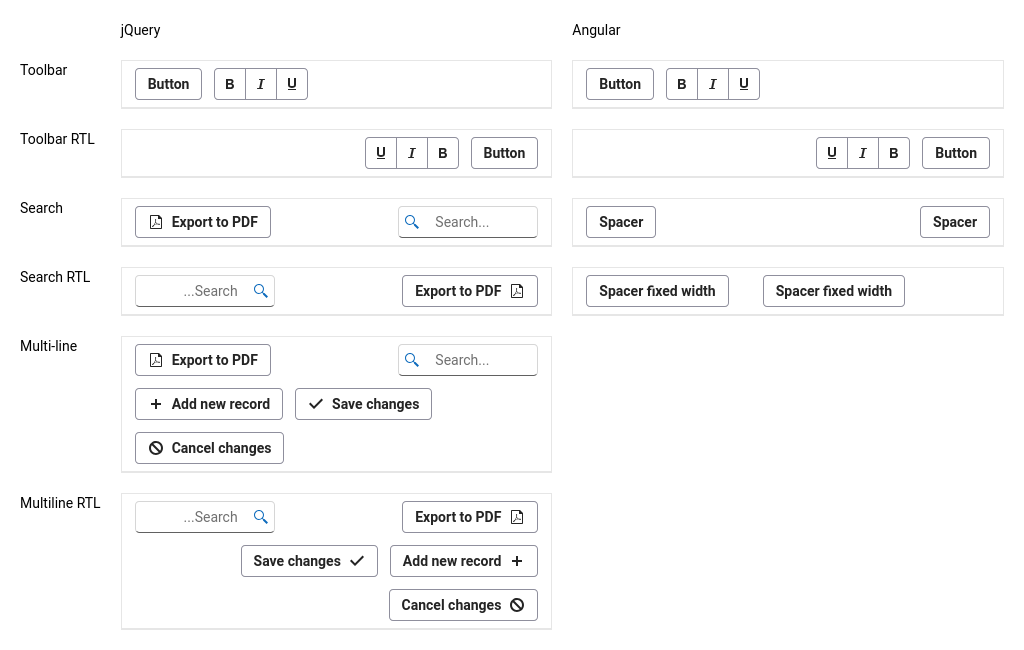 jQuery Angular
Toolbar Button B I U Button B I U
Toolbar RTL U I B Button U I B Button
Search Export to PDF Search... Spacer Spacer
Search RTL ...Search Export to PDF Spacer fixed width Spacer fixed width
Multi-line Export to PDF Search...
Add new record Save changes
Cancel changes
Multiline RTL ...Search Export to PDF
Save changes Add new record
Cancel changes